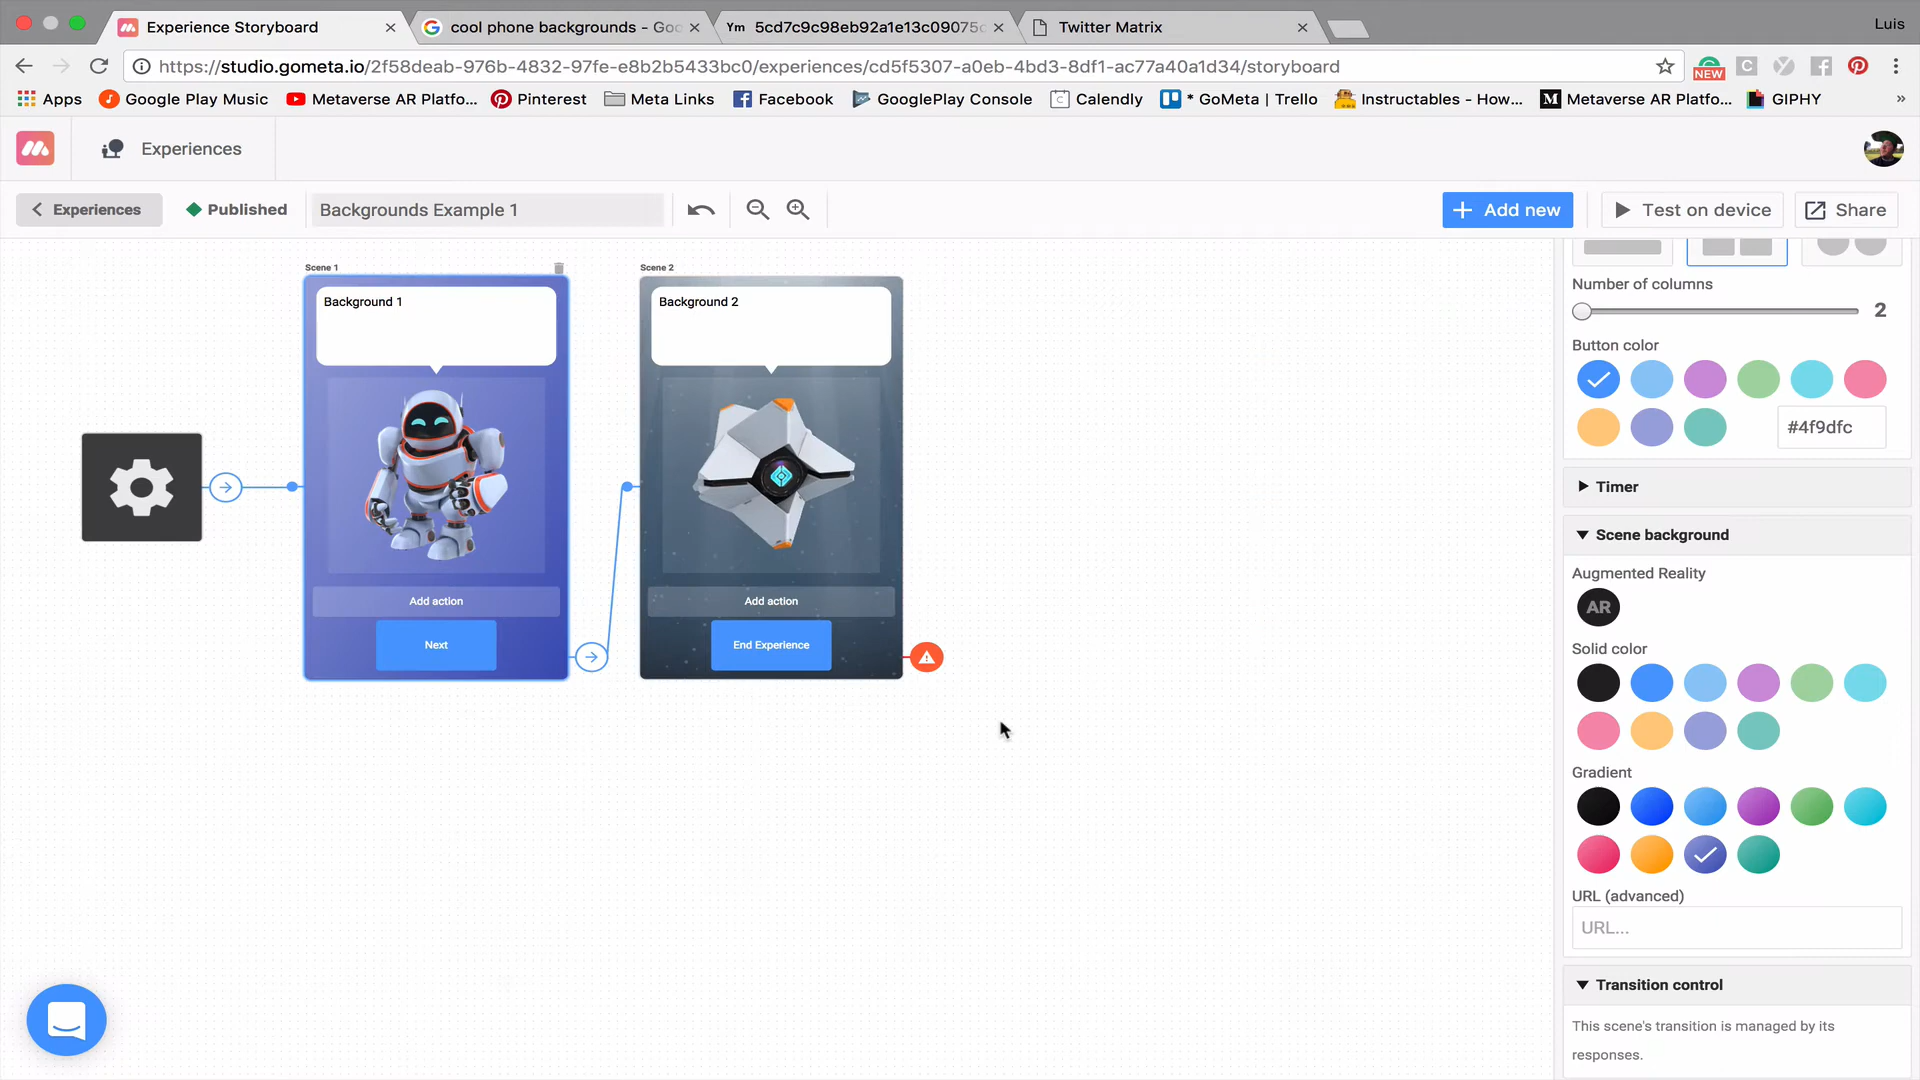 Experience Storyboard
cool phone backgrounds - Goo
Ym 5cd7c9c98eb92a1e13c09075c
Twitter Matrix
Luis
https://studio.gometa.io/2f58deab-976b-4832-97fe-e8b2b5433bc0/experiences/cd5f5307-a0eb-4bd3-8df1-ac77a40a1d34/storyboard
NEW
Apps
Google Play Music
Metaverse AR Platfo...
Pinterest
Meta Links
Facebook
GooglePlay Console
Calendly
* GoMeta | Trello
Instructables - How...
Metaverse AR Platfo...
GIPHY
»
Experiences
Experiences
Published
Backgrounds Example 1
Add new
Test on device
Share
Scene 1
Background 1
Add action
Next
Scene 2
Background 2
Add action
End Experience
Number of columns
2
Button color
#4f9dfc
Timer
Scene background
Augmented Reality
AR
Solid color
Gradient
URL (advanced)
URL...
Transition control
This scene's transition is managed by its
responses.